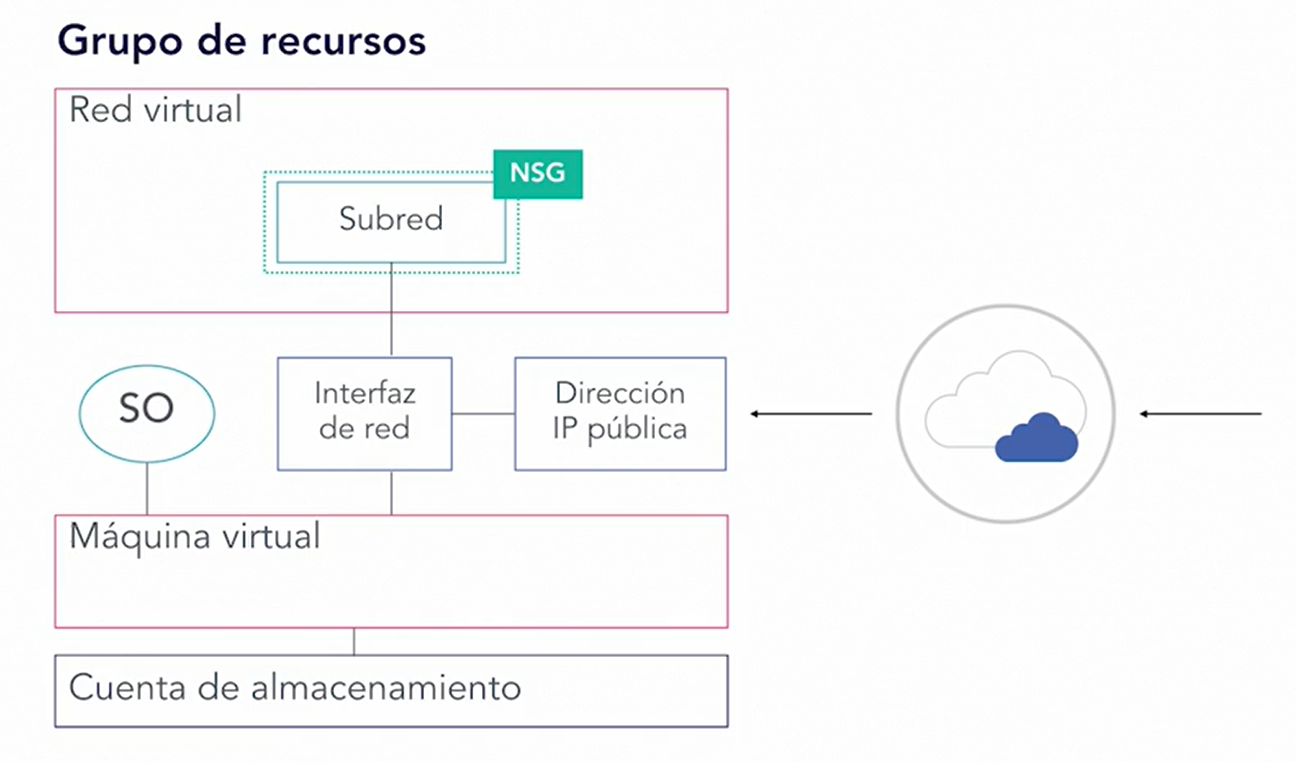 Grupo de recursos
Red virtual
NSG
Subred
SO
Interfaz
de red
Dirección
IP pública
Máquina virtual
Cuenta de almacenamiento